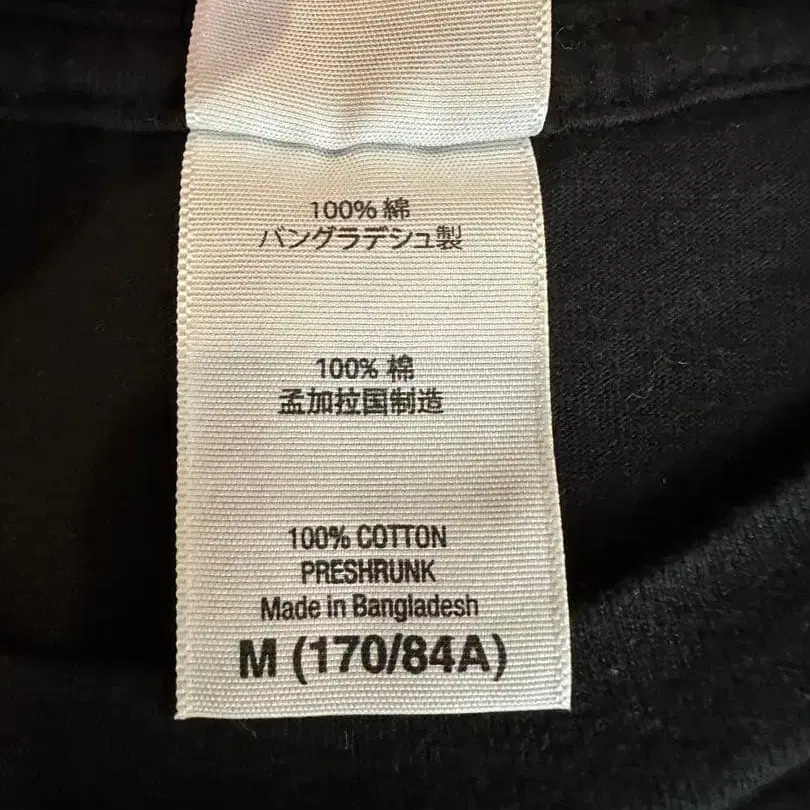 100% 綿
バングラデシュ製
100% 棉
孟加拉国制造
100% COTTON
PRESHRUNK
Made in Bangladesh
M (170/84A)